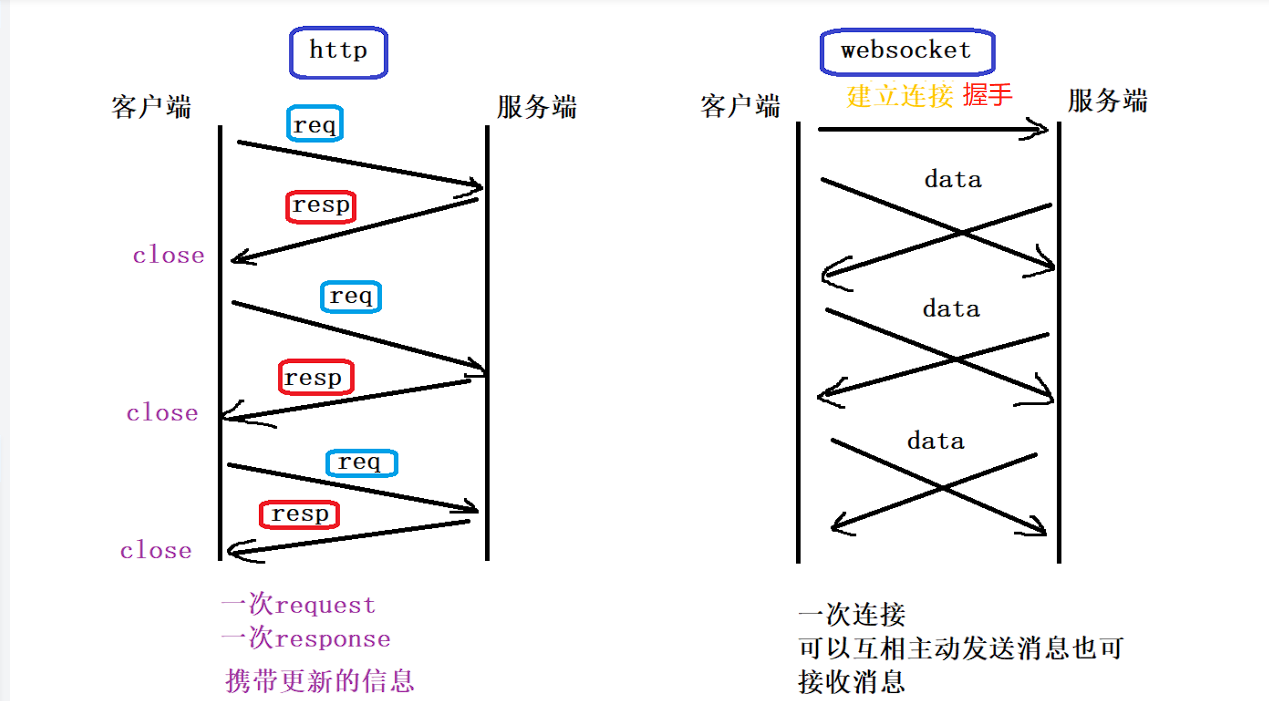 http
客户端
服务端
req
resp
close
req
resp
close
req
resp
close
一次request
一次response
携带更新的信息
websocket
建立连接 握手
客户端
服务端
data
data
data
一次连接
可以互相主动发送消息也可
接收消息